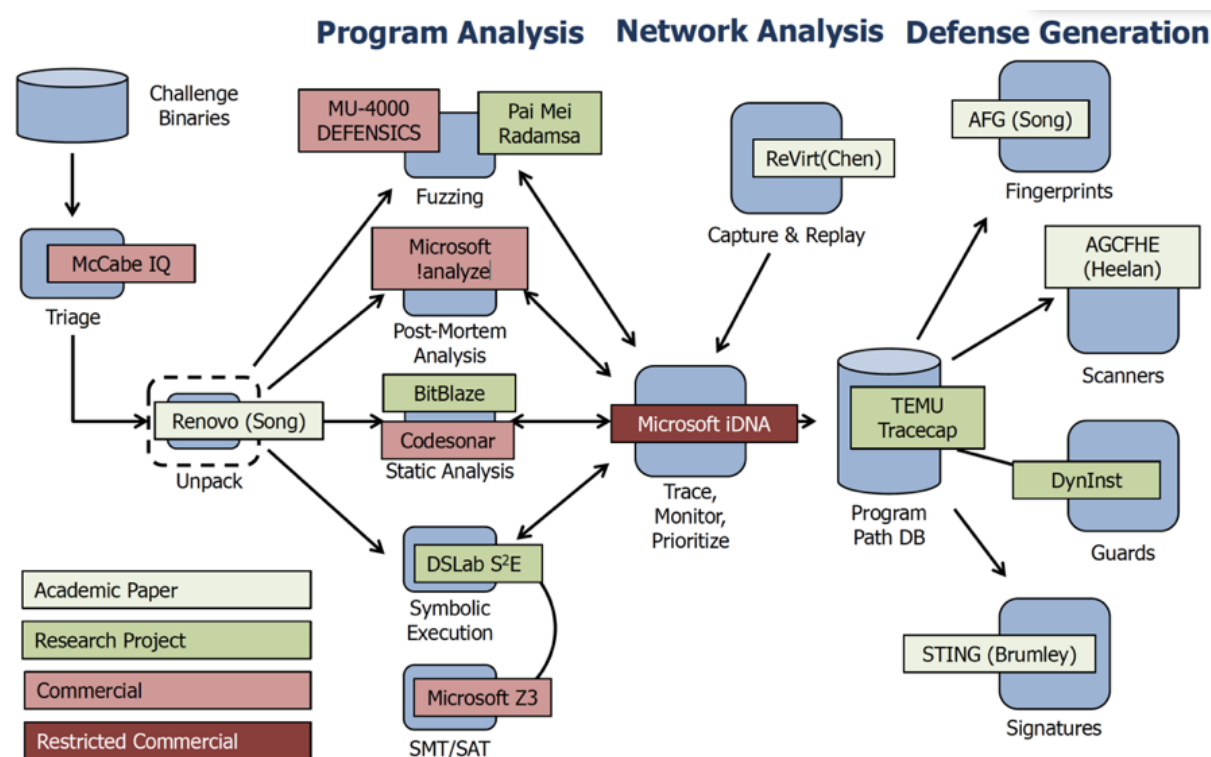 Program Analysis
Network Analysis
Defense Generation
Challenge
Binaries
MU-4000
DEFENSICS
Pai Mei
Radamsa
Fuzzing
ReVirt(Chen)
Capture & Replay
AFG (Song)
Fingerprints
McCabe IQ
Triage
Microsoft
!analyze
Post-Mortem
Analysis
AGCFHE
(Heelan)
Scanners
Renovo (Song)
Unpack
BitBlaze
Codesonar
Static Analysis
Microsoft iDNA
Trace,
Monitor,
Prioritize
TEMU
Tracecap
Program
Path DB
DynInst
Guards
DSLab S²E
Symbolic
Execution
Microsoft Z3
SMT/SAT
STING (Brumley)
Signatures
Academic Paper
Research Project
Commercial
Restricted Commercial